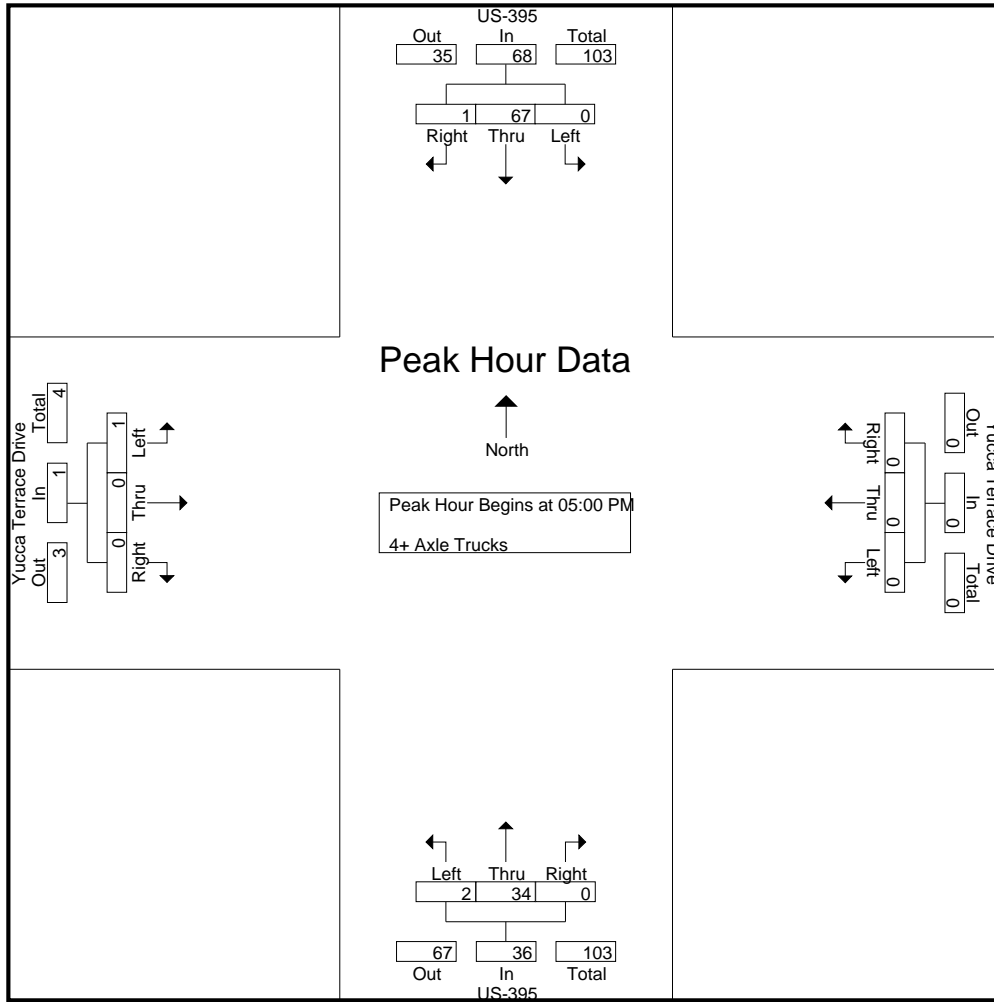 US-395
Out In Total
35 68 103
1 67 0
Right Thru Left
Peak Hour Data
North
Peak Hour Begins at 05:00 PM
4+ Axle Trucks
Yucca Terrace Drive
Out In Total
3 1 4
1 0 0
Left Thru Right
Yucca Terrace Drive
Out In Total
0 0 0
0 0 0
Right Thru Left
Left Thru Right
2 34 0
67 36 103
Out In Total
US-395